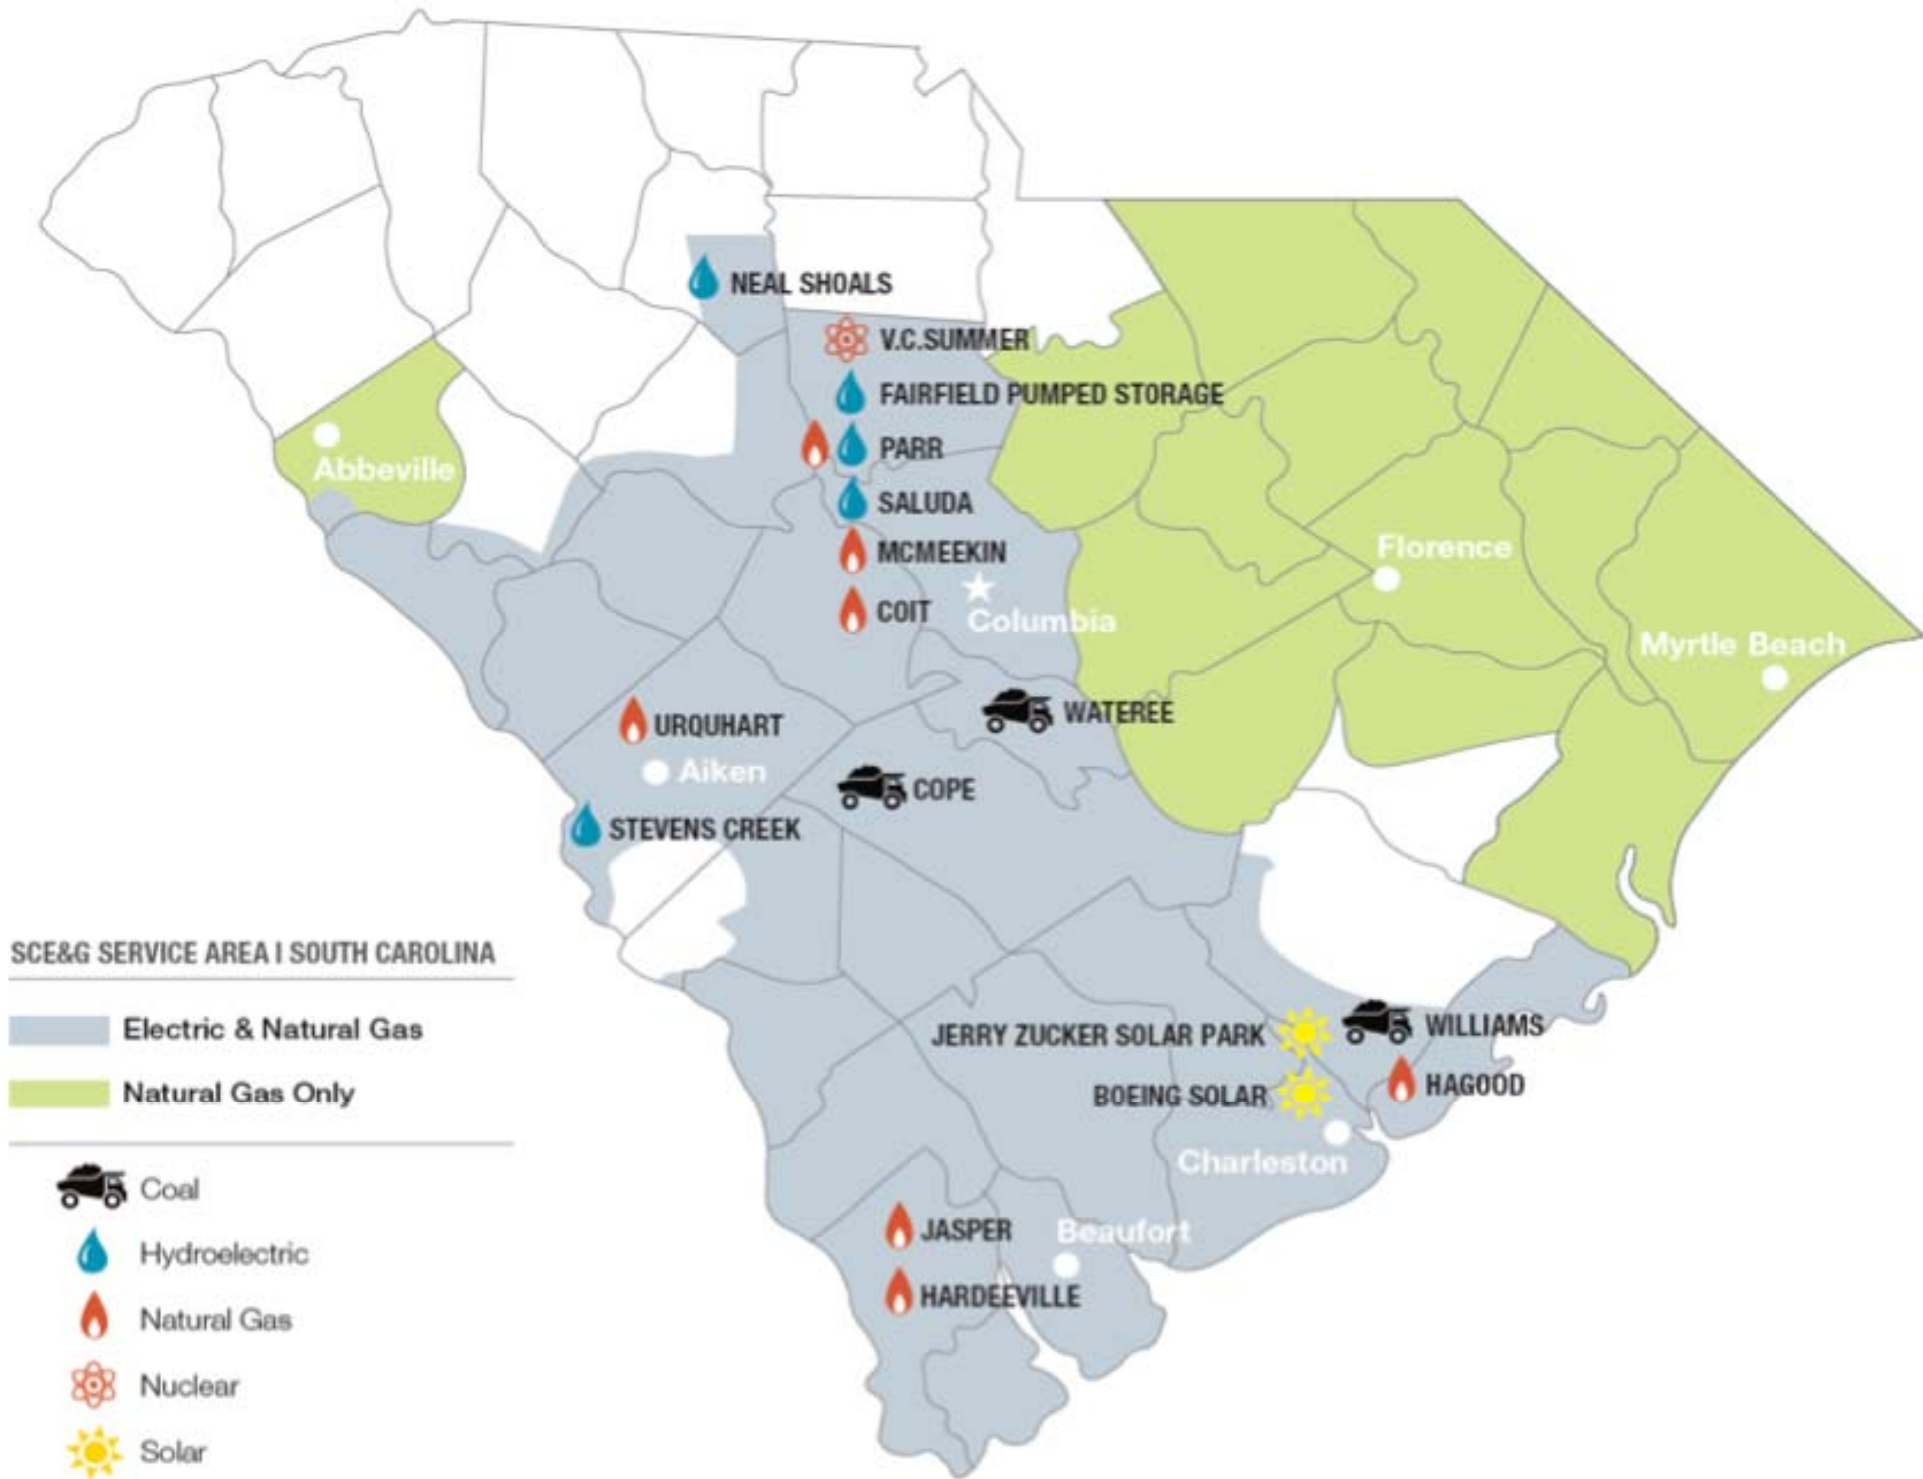 NEAL SHOALS
V.C.SUMMER
FAIRFIELD PUMPED STORAGE
PARR
Abbeville
SALUDA
MCMEEKIN
Florence
COIT
Columbia
Myrtle Beach
WATEREE
URQUHART
Aiken
COPE
STEVENS CREEK
SCE&G SERVICE AREA | SOUTH CAROLINA
Electric & Natural Gas
Natural Gas Only
JERRY ZUCKER SOLAR PARK
WILLIAMS
BOEING SOLAR
HAGOOD
Charleston
Coal
Hydroelectric
Natural Gas
Nuclear
Solar
JASPER
Beaufort
HARDEEVILLE